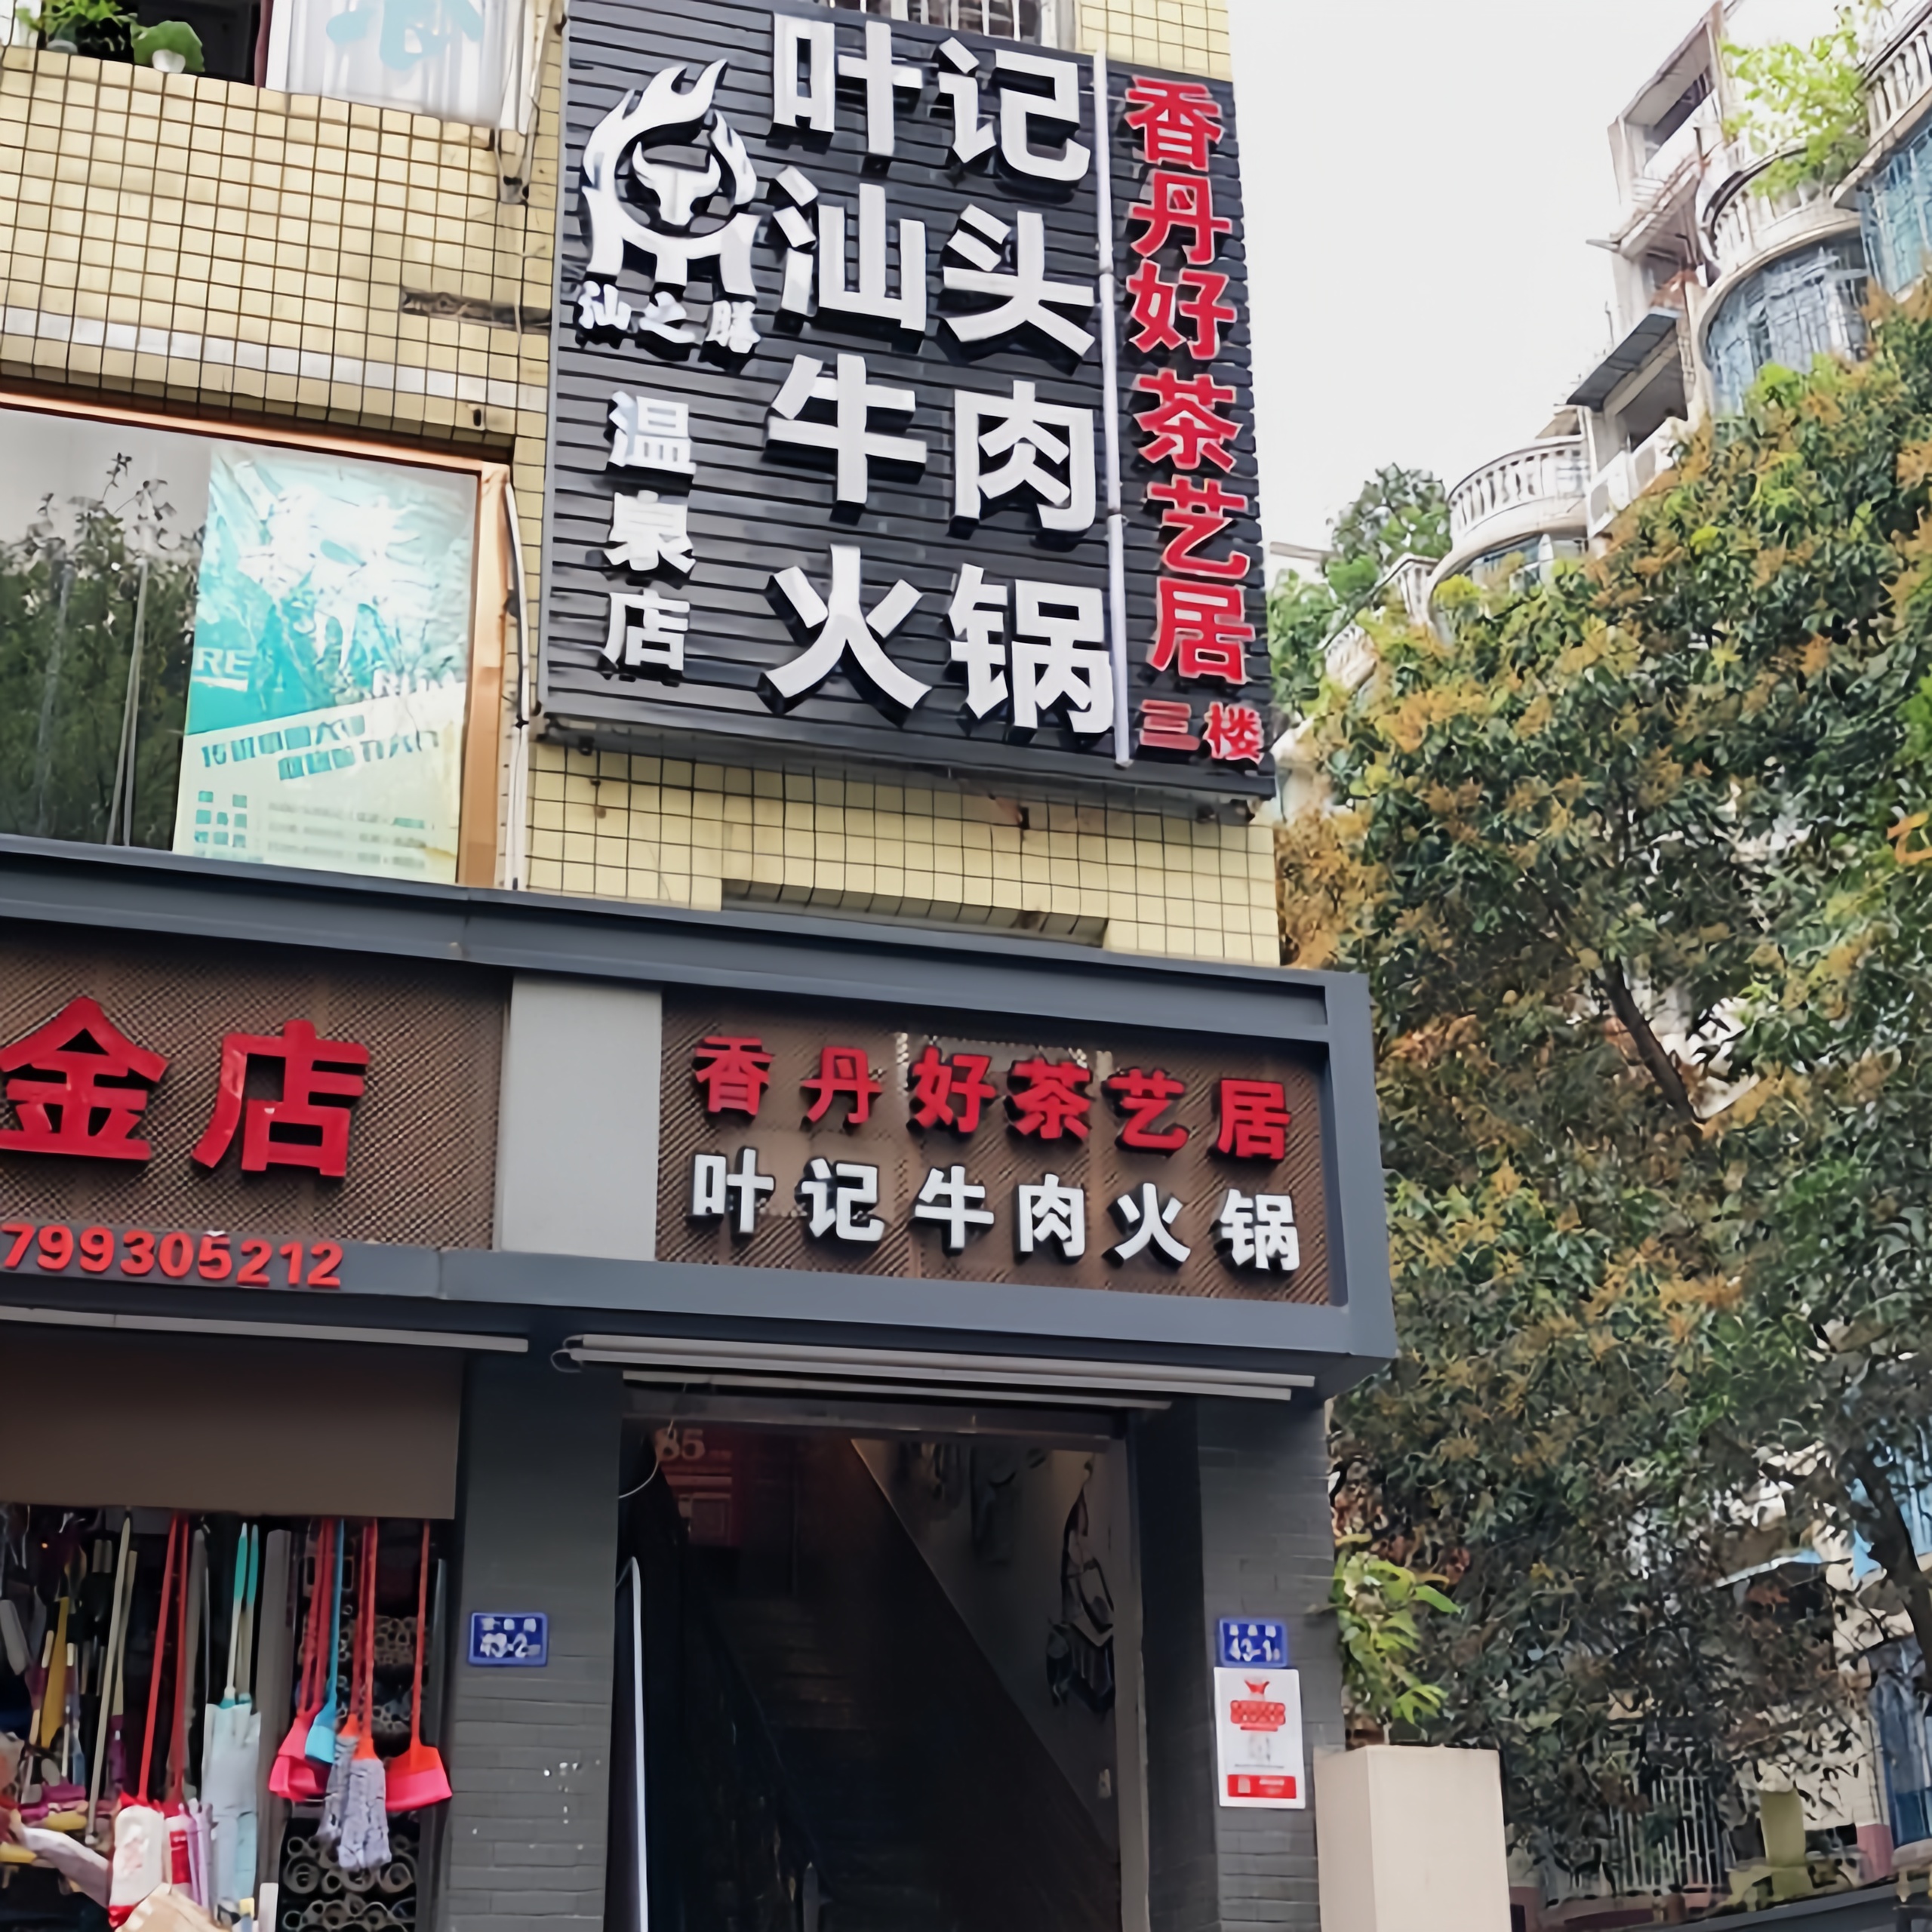 叶记
汕头
牛肉
火锅
汕之膳
温泉店
香丹好茶艺居
三楼
金店
799305212
香丹好茶艺居
叶记牛肉火锅
85
43-2
43-1
RE